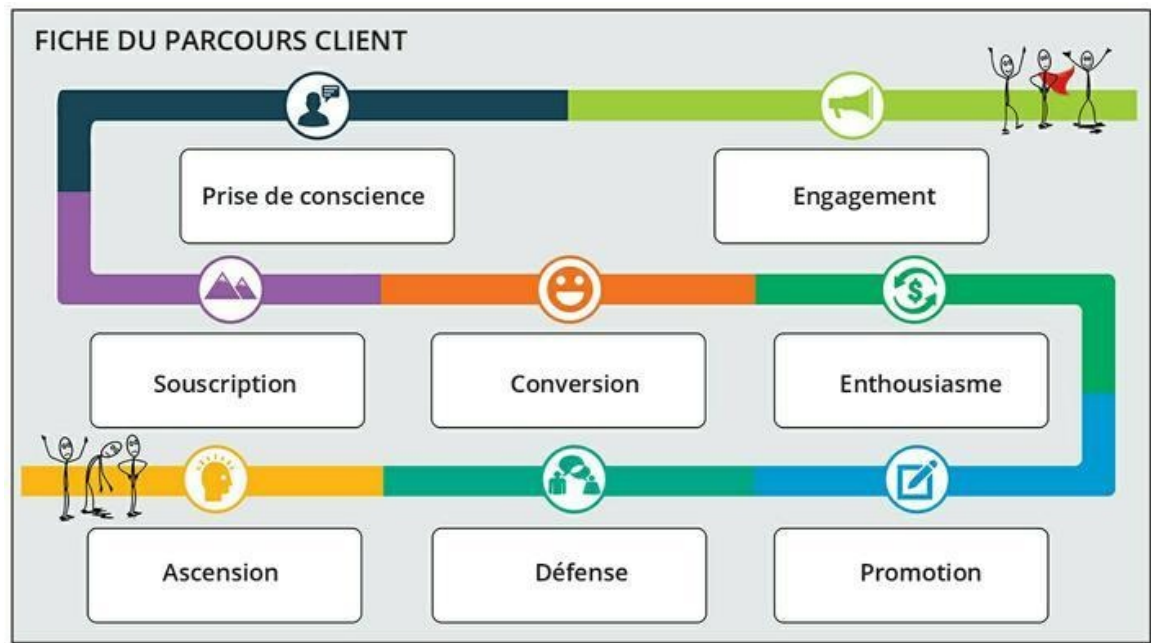 FICHE DU PARCOURS CLIENT
Prise de conscience
Engagement
Souscription
Conversion
Enthousiasme
Ascension
Défense
Promotion